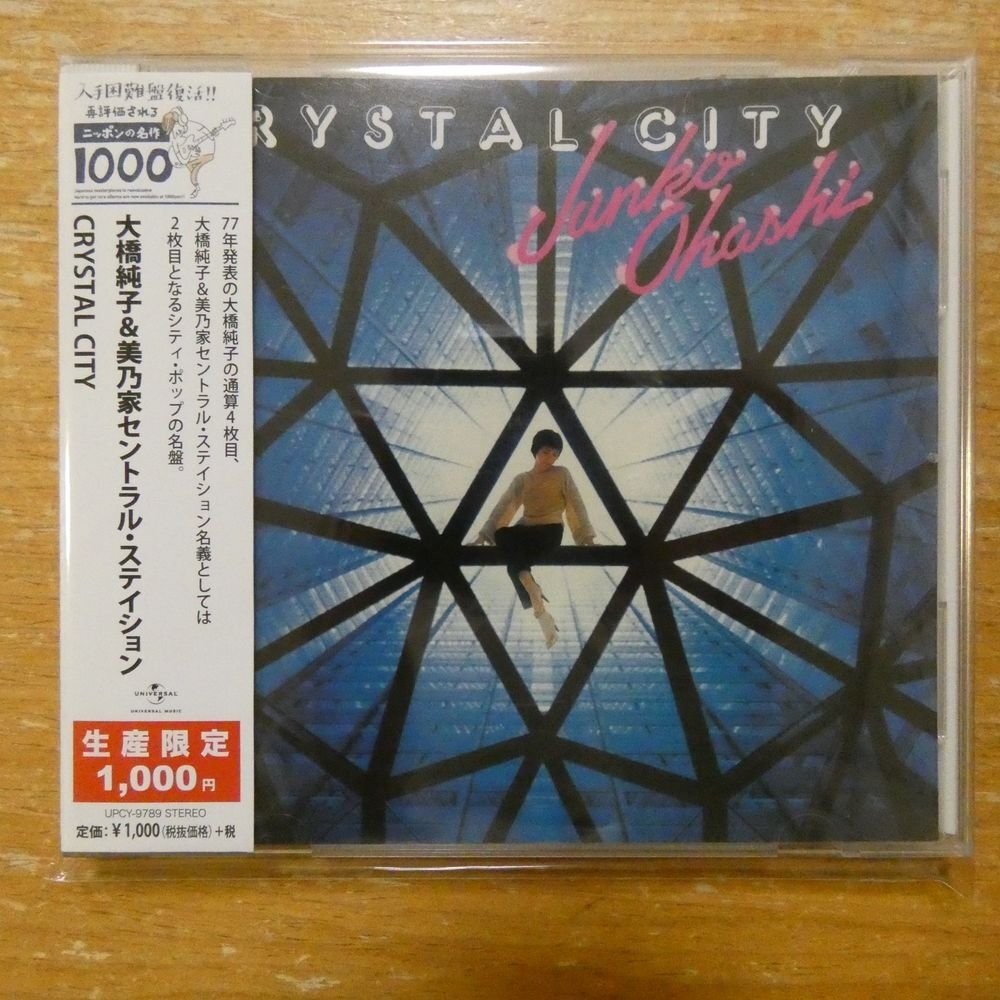 入手困難盤復活!!
再評価される
ニッポンの名作
1000
77年発表の大橋純子の通算4枚目、
大橋純子&美乃家セントラル・ステイション名義としては
2枚目となるシティ・ポップの名盤。
大橋純子&美乃家セントラル・ステイション
CRYSTAL CITY
UNIVERSAL
UNIVERSAL MUSIC
生産限定
1,000円
UPCY-9789 STEREO
定価:¥1,000(税抜価格)+税
RYSTAL CITY
Junko
Ohashi